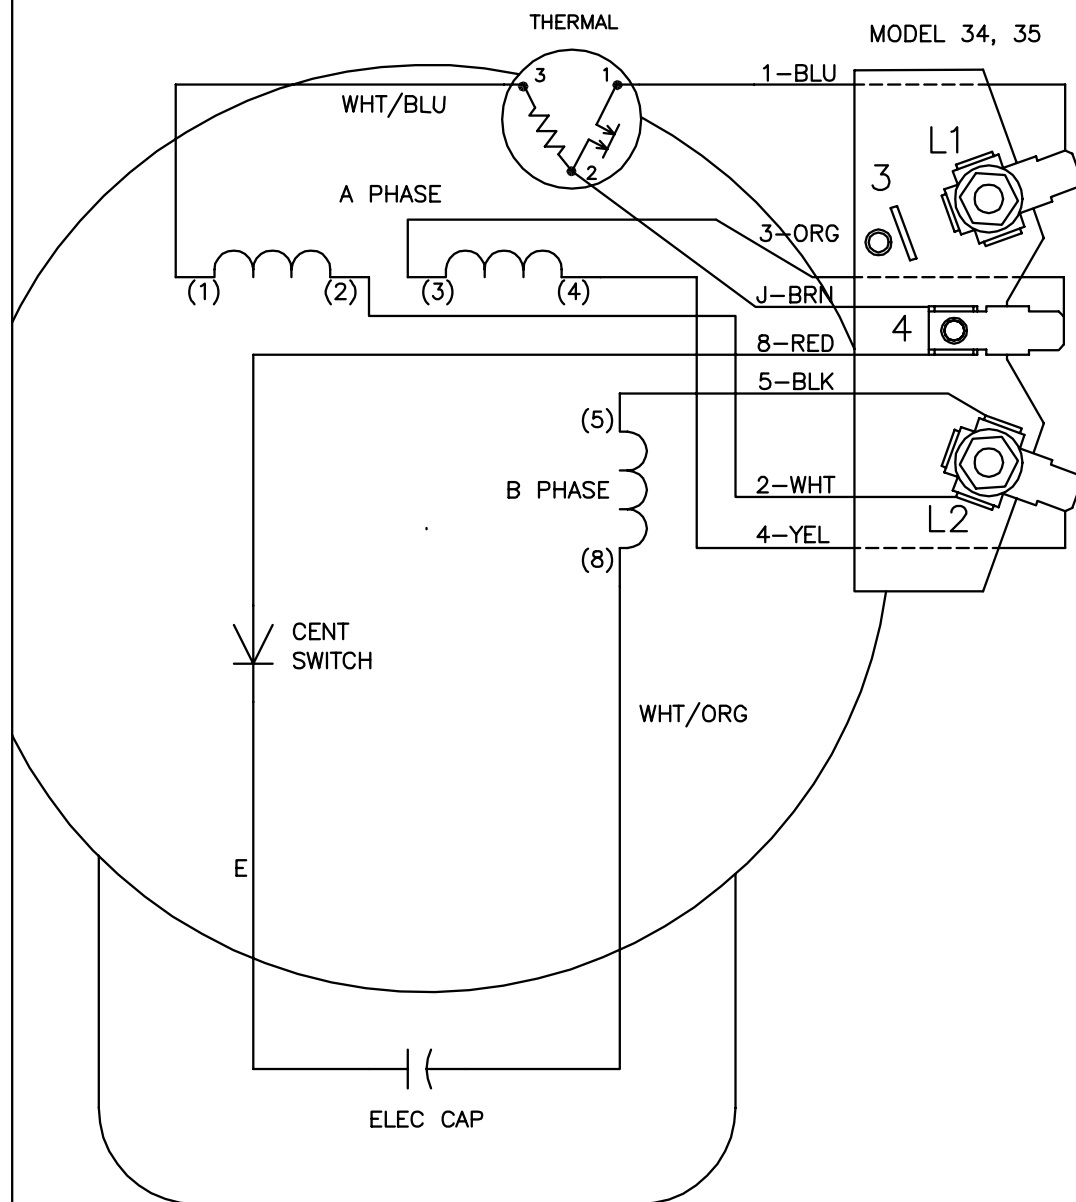 THERMAL
MODEL 34, 35
3
1
2
1-BLU
WHT/BLU
L1
3
A PHASE
3-ORG
(1)
(2)
(3)
(4)
J-BRN
4
8-RED
5-BLK
(5)
B PHASE
2-WHT
L2
4-YEL
(8)
CENT
SWITCH
WHT/ORG
E
ELEC CAP